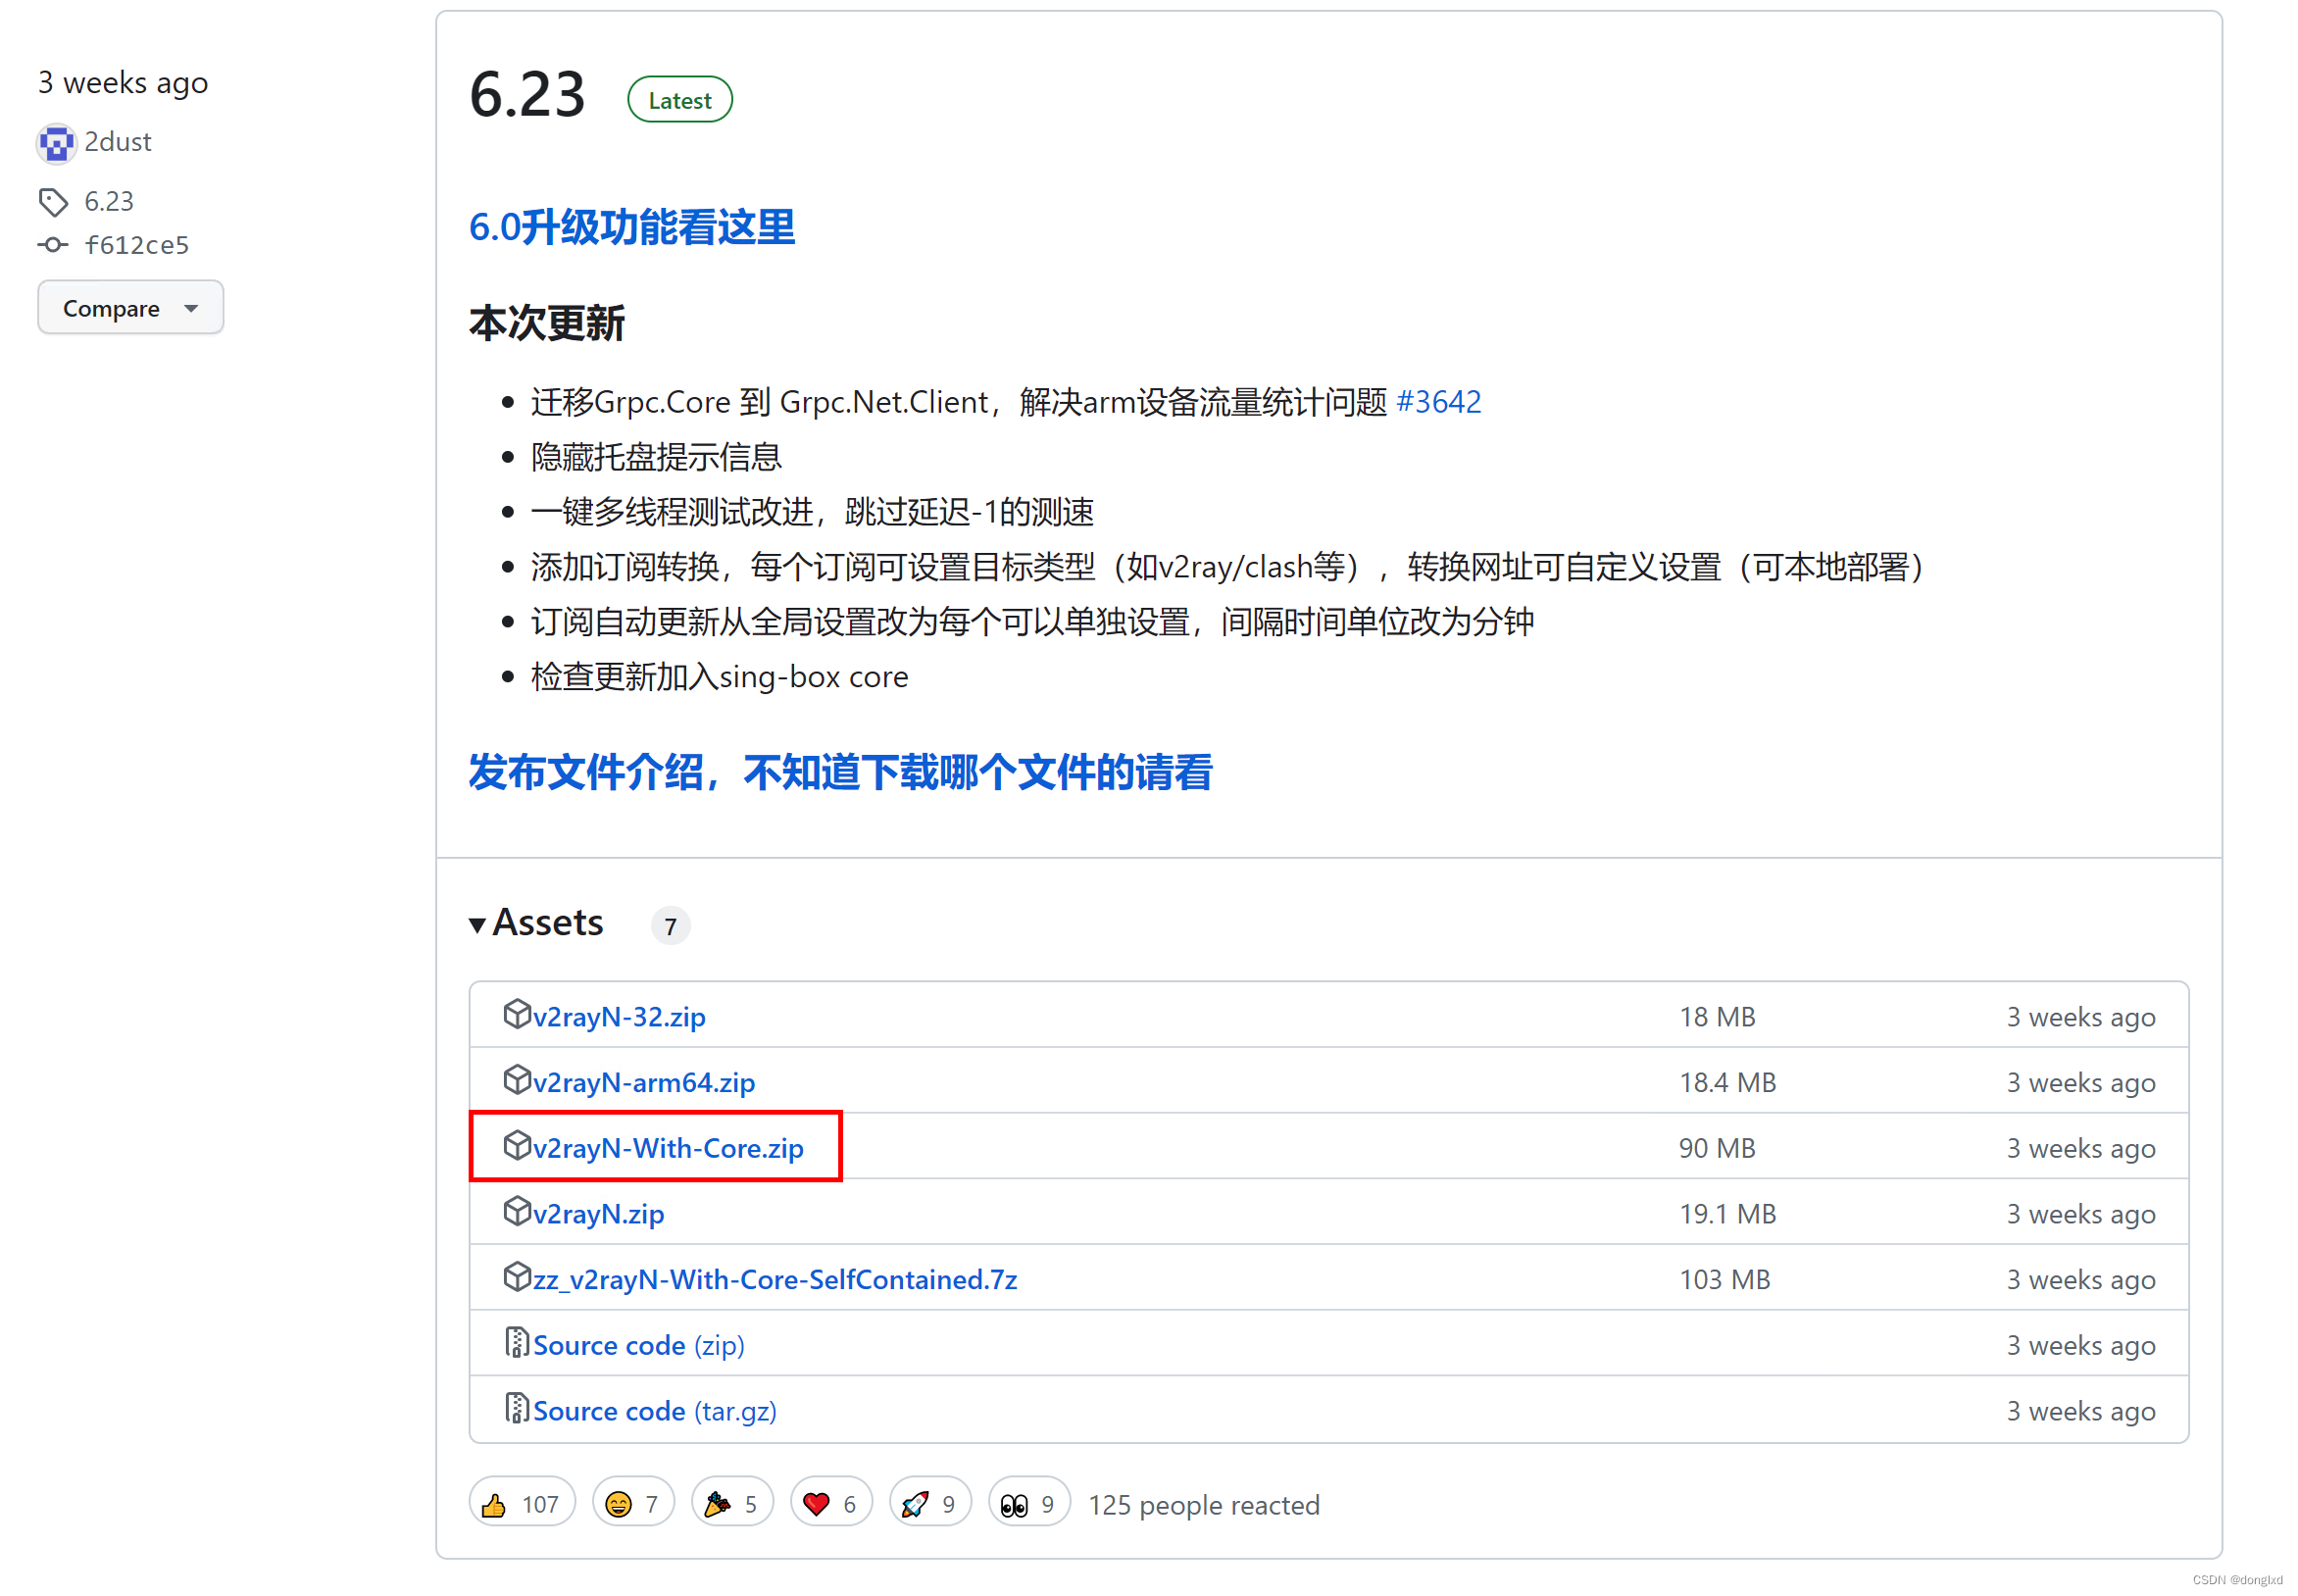 3 weeks ago
2dust
6.23
f612ce5
Compare
6.23 Latest
6.0升级功能看这里
本次更新
迁移Grpc.Core 到 Grpc.Net.Client，解决arm设备流量统计问题 #3642
隐藏托盘提示信息
一键多线程测试改进，跳过延迟-1的测速
添加订阅转换，每个订阅可设置目标类型（如v2ray/clash等），转换网址可自定义设置（可本地部署）
订阅自动更新从全局设置改为每个可以单独设置，间隔时间单位改为分钟
检查更新加入sing-box core
发布文件介绍，不知道下载哪个文件的请看
Assets 7
v2rayN-32.zip 18 MB 3 weeks ago
v2rayN-arm64.zip 18.4 MB 3 weeks ago
v2rayN-With-Core.zip 90 MB 3 weeks ago
v2rayN.zip 19.1 MB 3 weeks ago
zz_v2rayN-With-Core-SelfContained.7z 103 MB 3 weeks ago
Source code (zip) 3 weeks ago
Source code (tar.gz) 3 weeks ago
107 7 5 6 9 9 125 people reacted
CSDN @donglxd